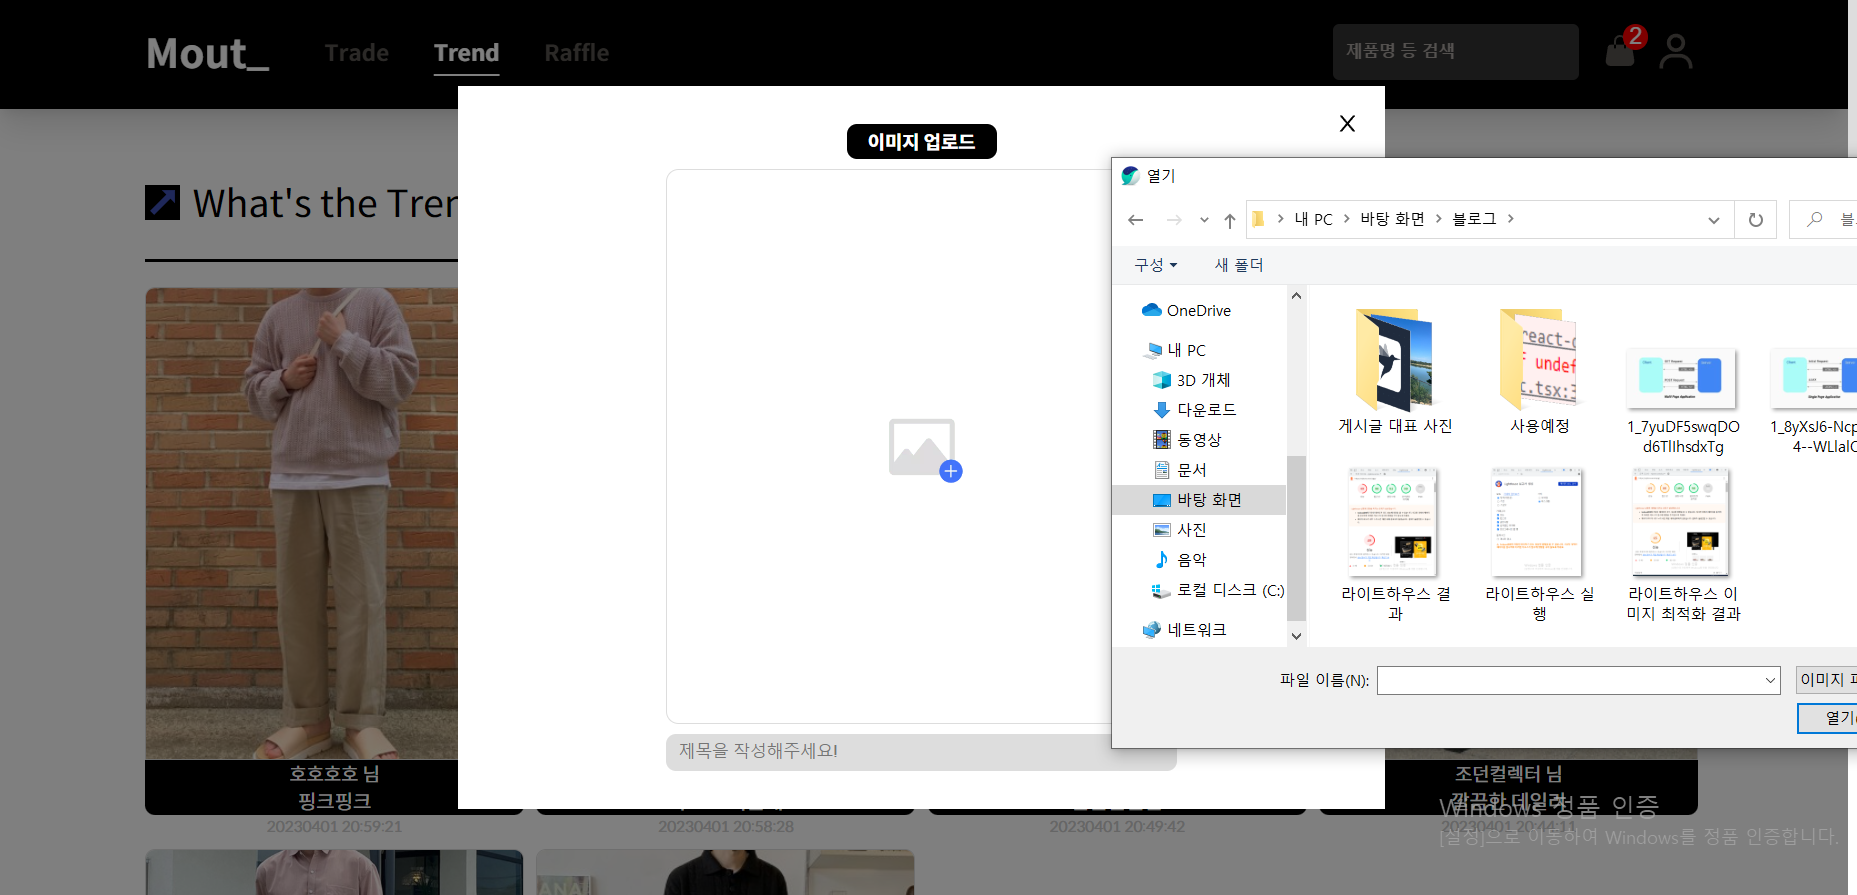 Mout_
Trade
Trend
Raffle
제품명 등 검색
2
X
이미지 업로드
What's the Tren
제목을 작성해주세요!
열기
내 PC
바탕 화면
블로그
구성
새 폴더
OneDrive
내 PC
3D 개체
다운로드
동영상
문서
바탕 화면
사진
음악
로컬 디스크 (C:)
네트워크
게시글 대표 사진
사용예정
1_7yuDF5swqDO
d6TlIhsdxTg
1_8yXsJ6-Ncp
4--WLlalC
라이트하우스 결
과
라이트하우스 실
행
라이트하우스 이
미지 최적화 결과
파일 이름(N):
이미지
열기
호호호호 님
핑크핑크
20230401 20:59:21
20230401 20:58:28
20230401 20:49:42
조던컬렉터 님
깔끔한 데일리
20230401 20:44:11
Windows 정품 인증
[설정]으로 이동하여 Windows를 정품 인증합니다.